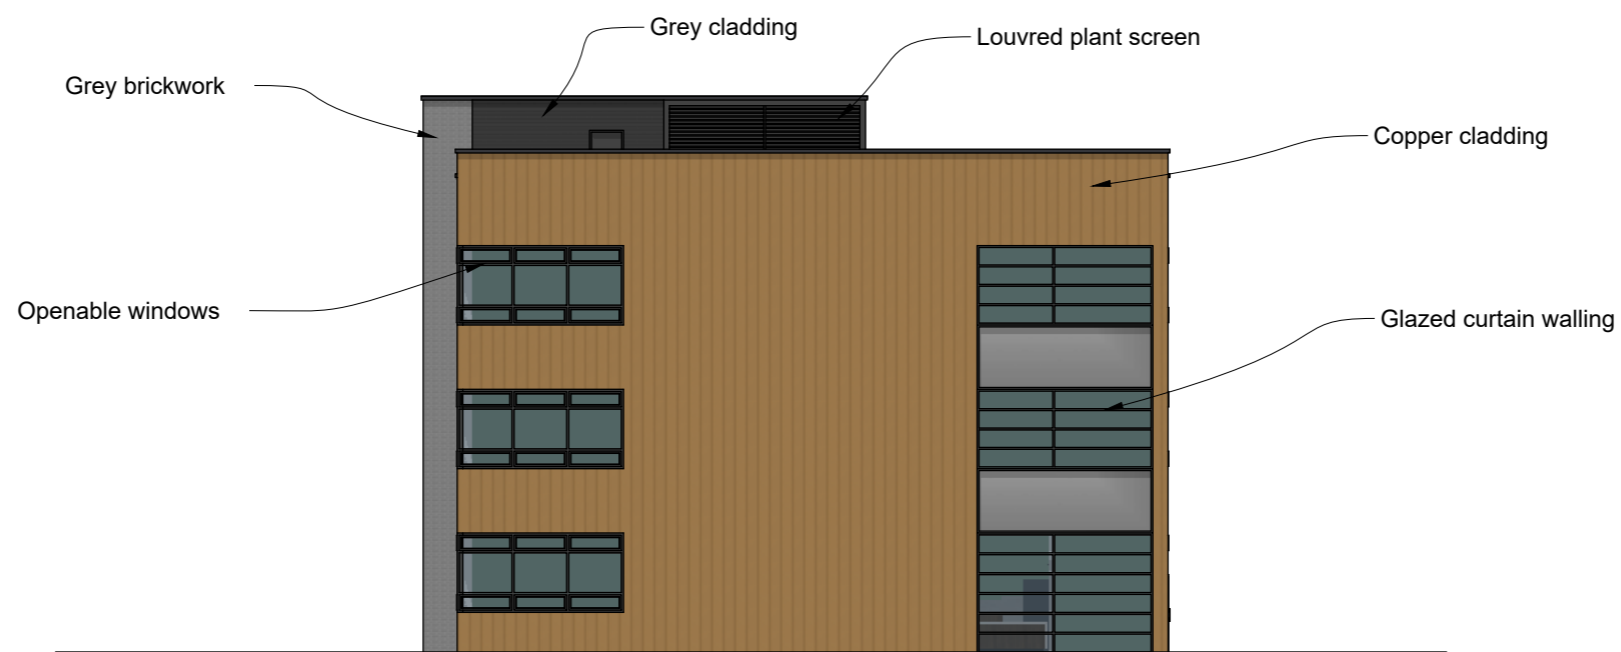 Grey cladding
Louvred plant screen
Grey brickwork
Copper cladding
Openable windows
Glazed curtain walling